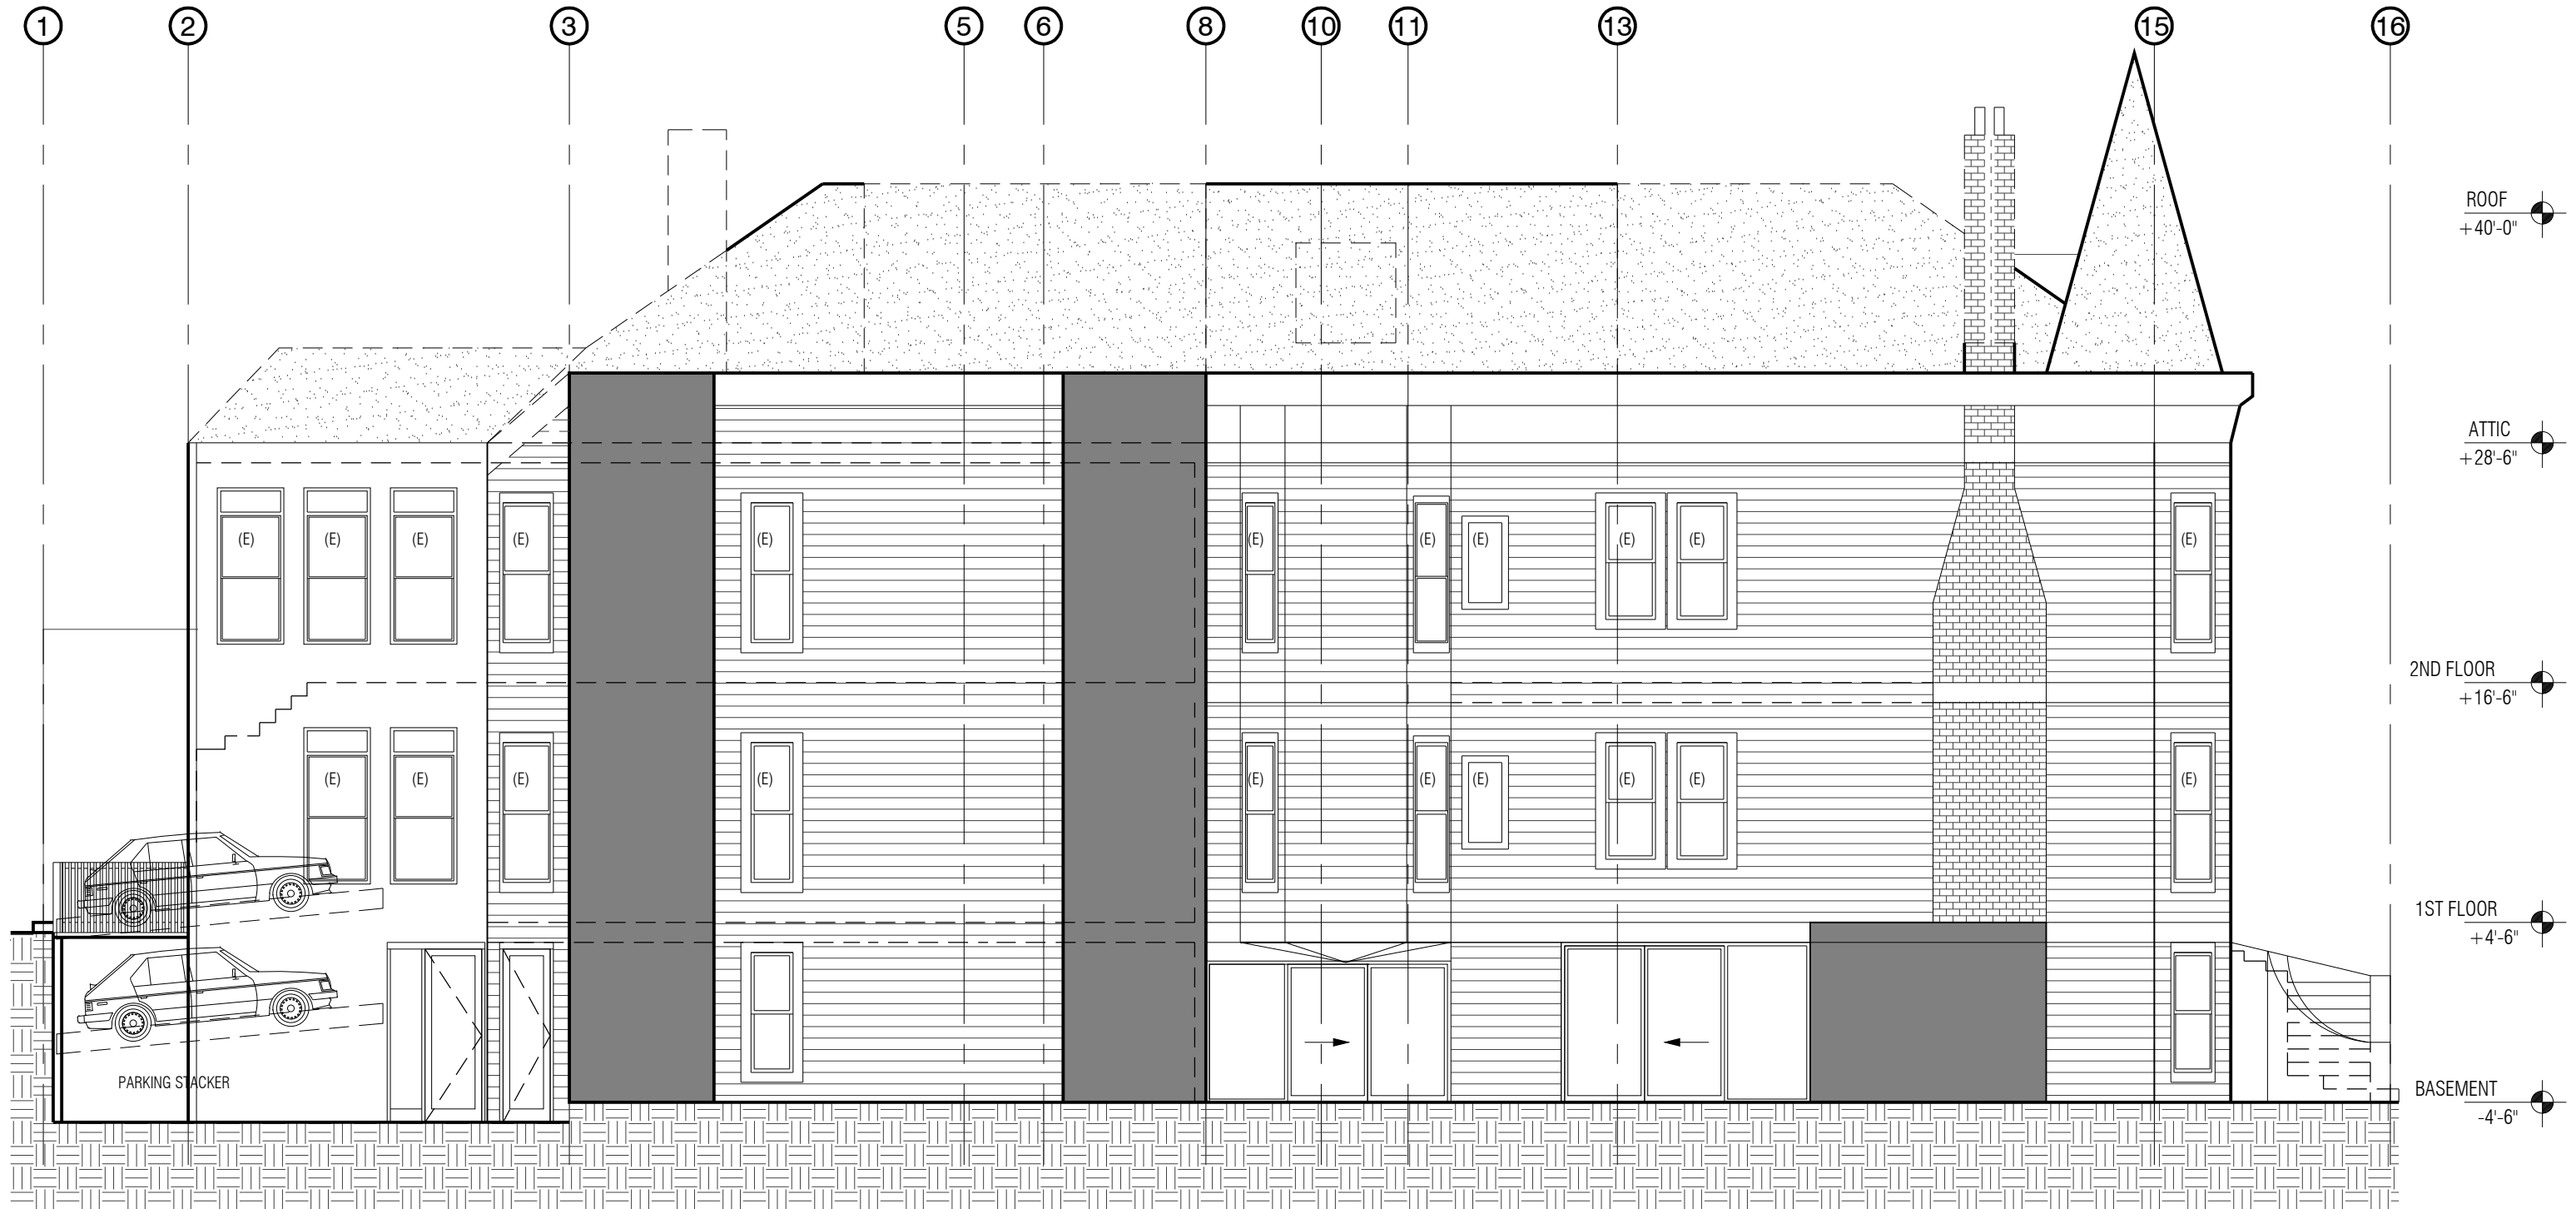 1 2 3 5 6 8 10 11 13 15 16
ROOF
+40'-0"
ATTIC
+28'-6"
(E) (E) (E) (E) (E) (E) (E) (E) (E) (E) (E)
2ND FLOOR
+16'-6"
(E) (E) (E) (E) (E) (E) (E) (E) (E) (E)
1ST FLOOR
+4'-6"
PARKING STACKER
BASEMENT
-4'-6"